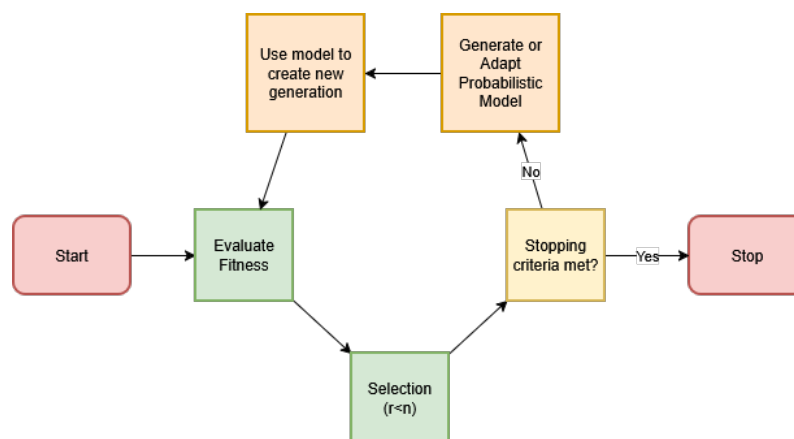 Use model to
create new
generation
Generate or
Adapt
Probabilistic
Model
No
Start
Evaluate
Fitness
Stopping
criteria met?
Yes
Stop
Selection
(r<n)